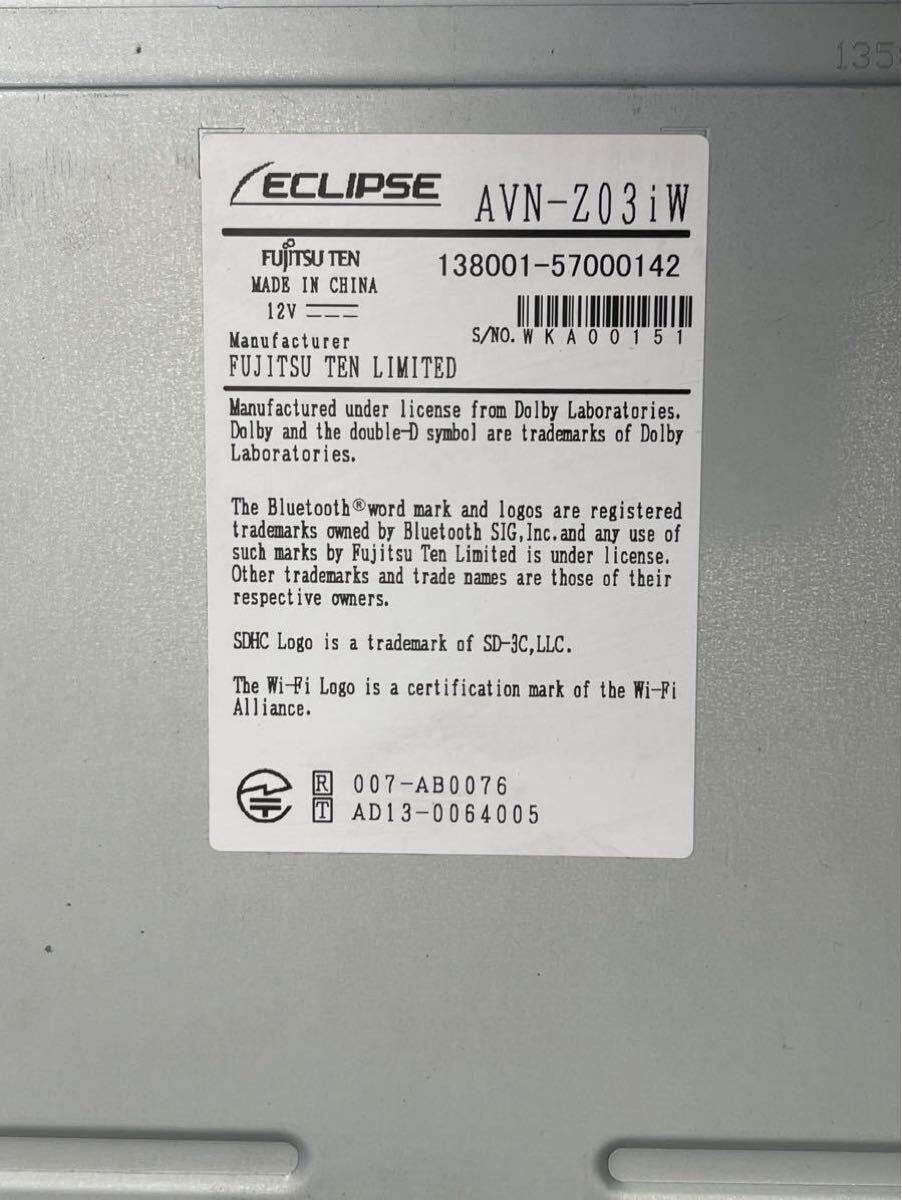 135
ECLIPSE AVN-Z03iW
FUJITSU TEN
138001-57000142
MADE IN CHINA
12V
S/NO. WKA00151
Manufacturer
FUJITSU TEN LIMITED
Manufactured under license from Dolby Laboratories.
Dolby and the double-D symbol are trademarks of Dolby
Laboratories.
The Bluetooth®word mark and logos are registered
trademarks owned by Bluetooth SIG,Inc.and any use of
such marks by Fujitsu Ten Limited is under license.
Other trademarks and trade names are those of their
respective owners.
SDHC Logo is a trademark of SD-3C,LLC.
The Wi-Fi Logo is a certification mark of the Wi-Fi
Alliance.
R 007-AB0076
T AD13-0064005